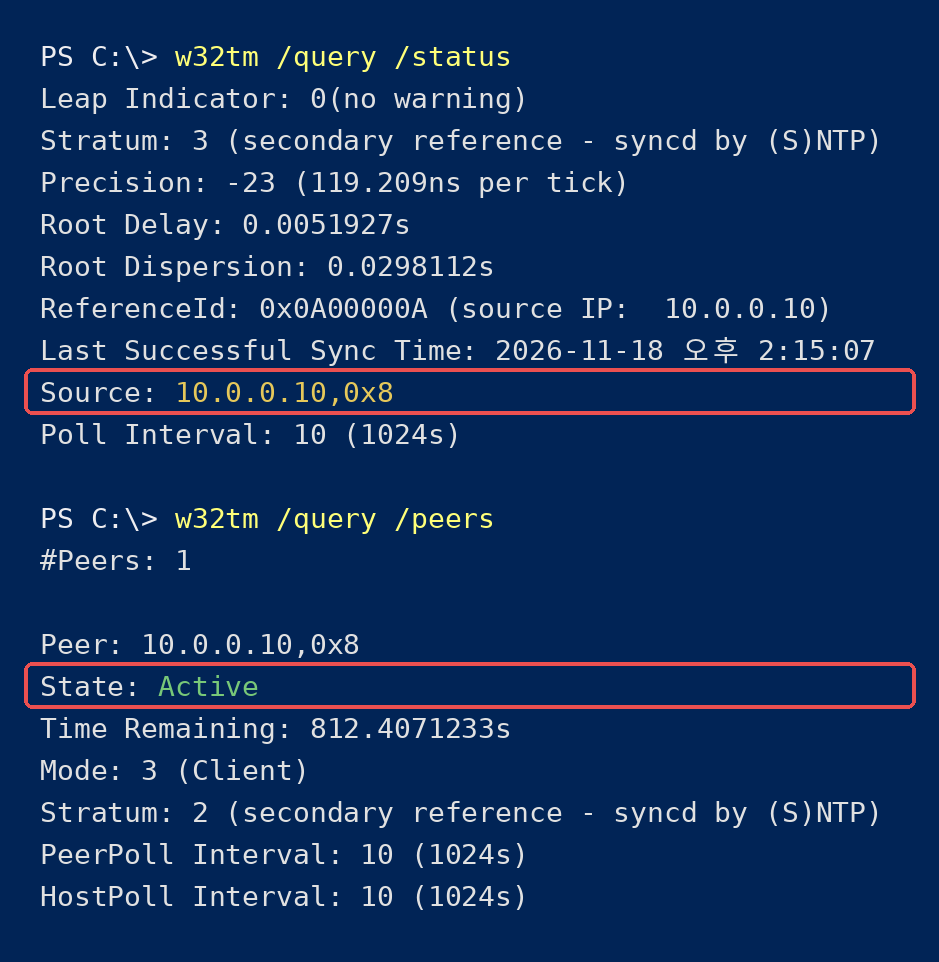 PS C:\> w32tm /query /status
Leap Indicator: 0(no warning)
Stratum: 3 (secondary reference - syncd by (S)NTP)
Precision: -23 (119.209ns per tick)
Root Delay: 0.0051927s
Root Dispersion: 0.0298112s
ReferenceId: 0x0A00000A (source IP:  10.0.0.10)
Last Successful Sync Time: 2026-11-18 오후 2:15:07
Source: 10.0.0.10,0x8
Poll Interval: 10 (1024s)
PS C:\> w32tm /query /peers
#Peers: 1
Peer: 10.0.0.10,0x8
State: Active
Time Remaining: 812.4071233s
Mode: 3 (Client)
Stratum: 2 (secondary reference - syncd by (S)NTP)
PeerPoll Interval: 10 (1024s)
HostPoll Interval: 10 (1024s)